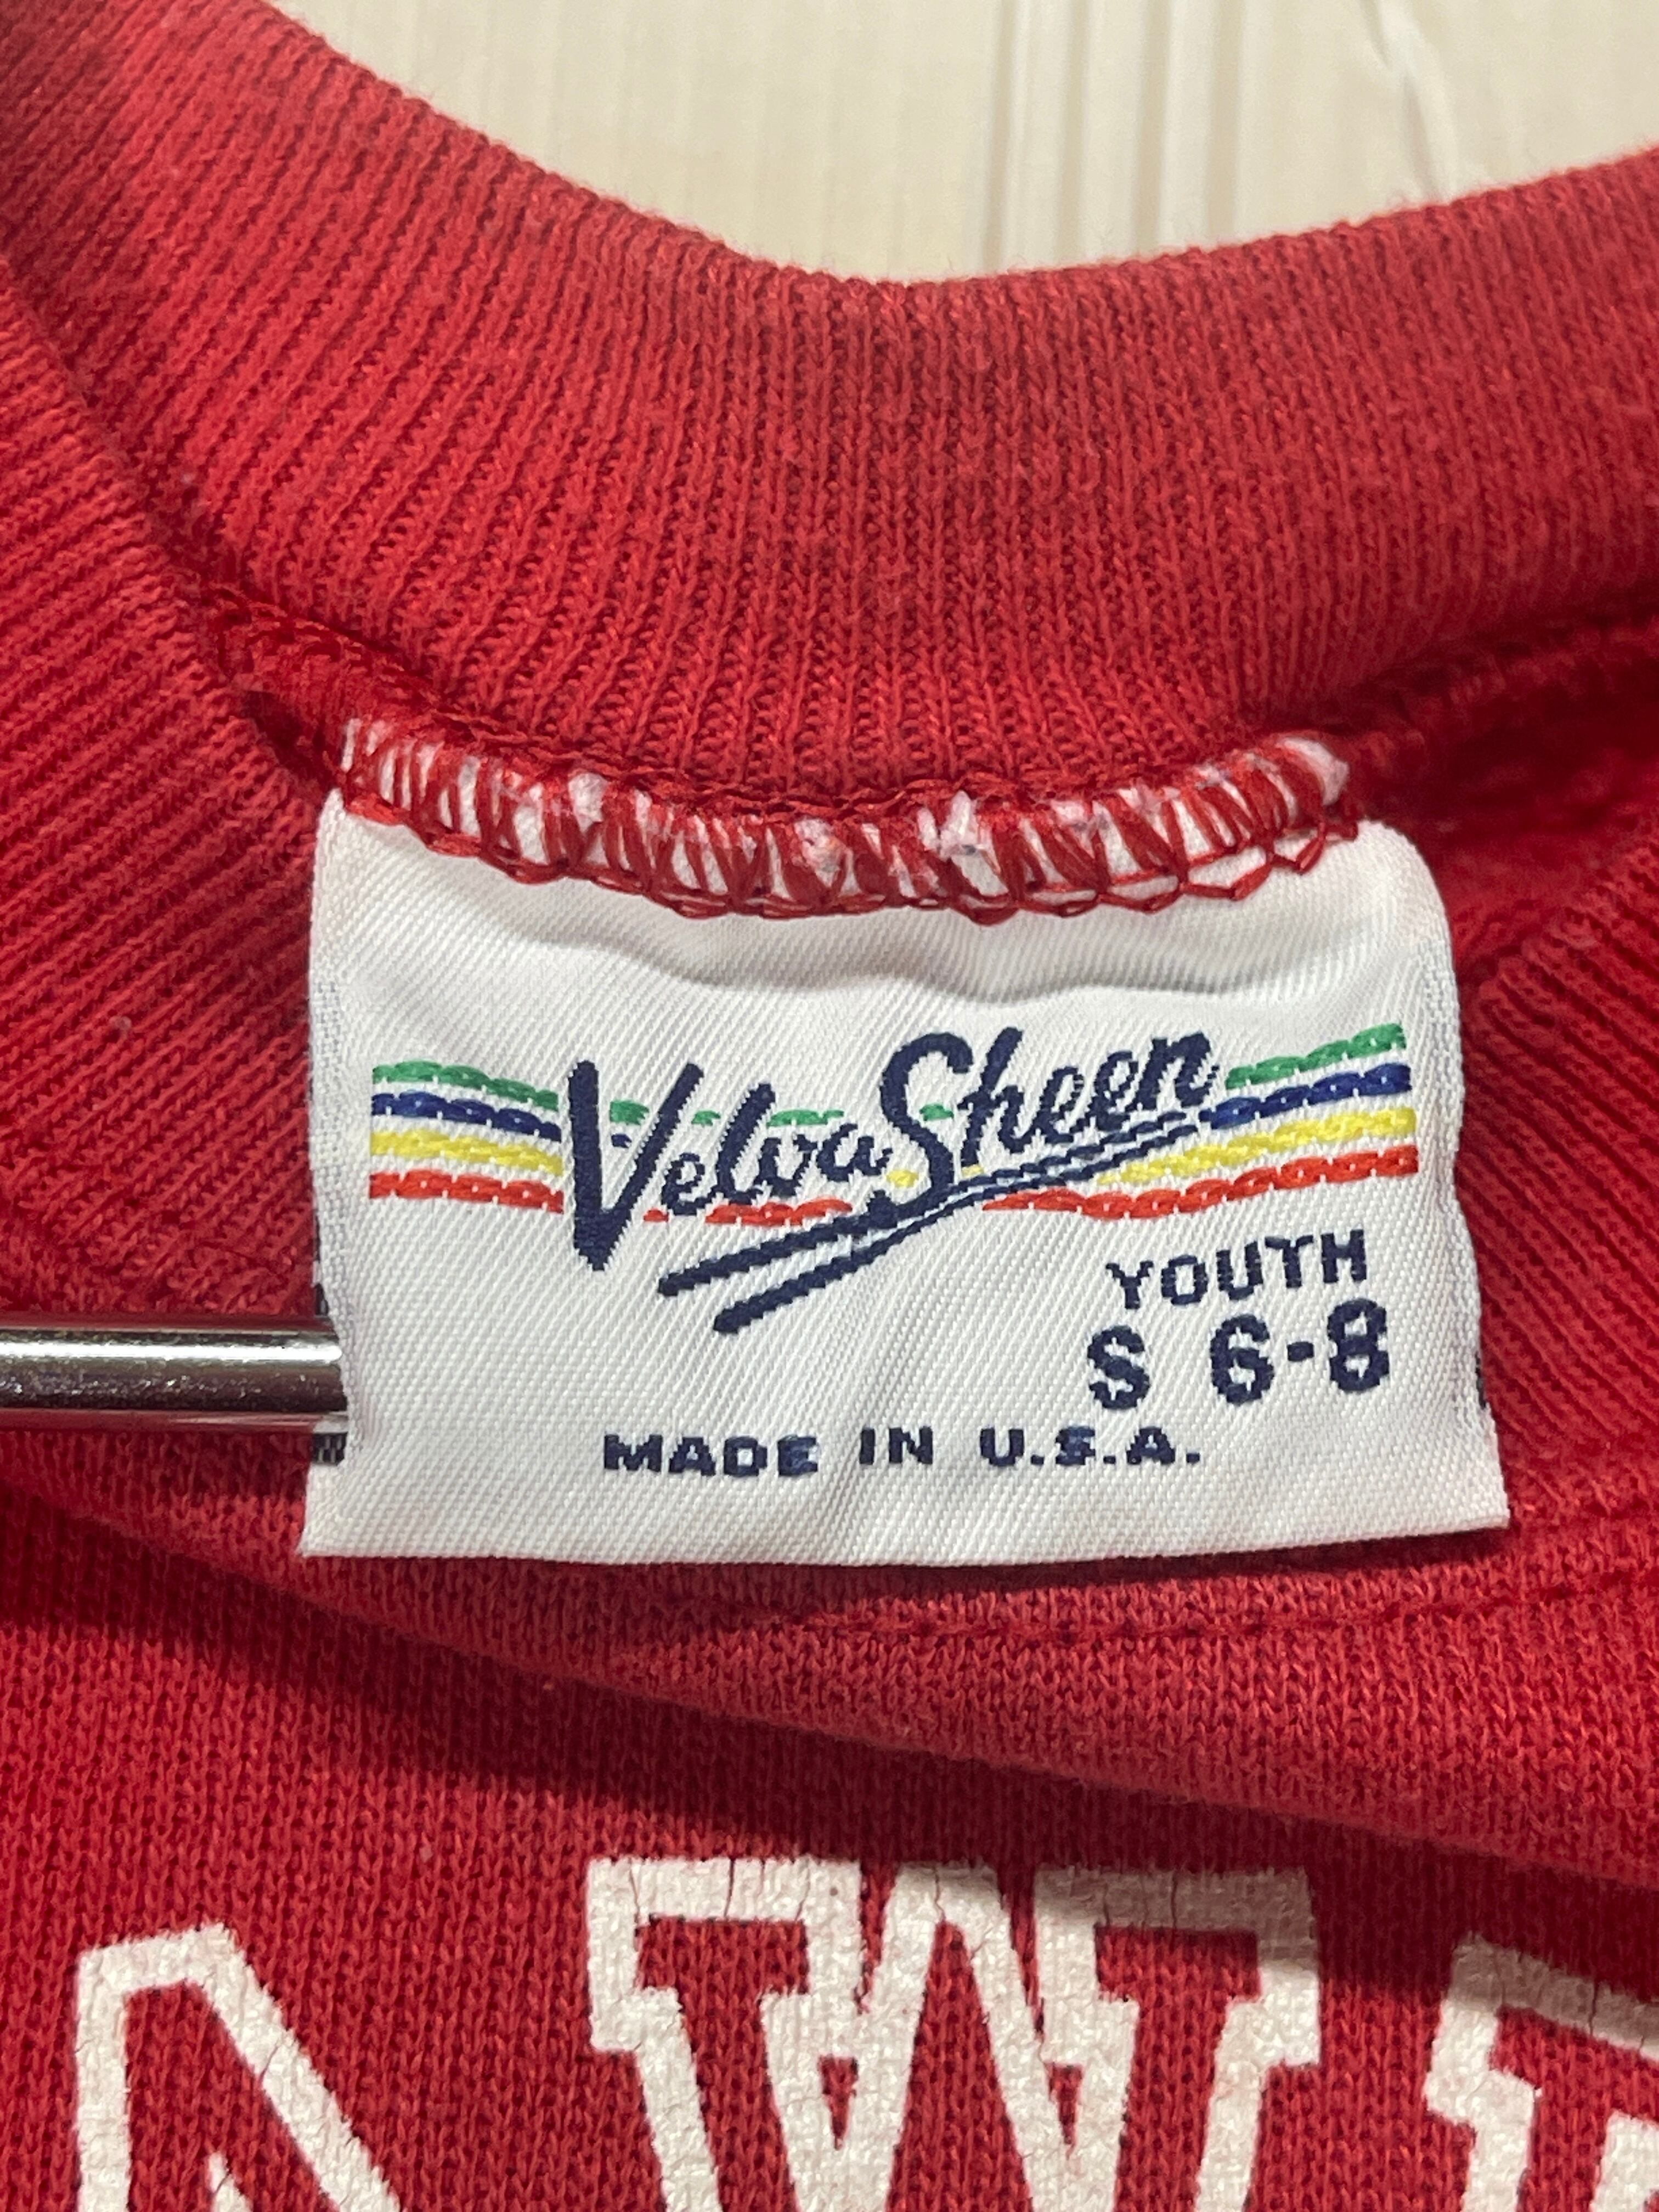 Velva Sheen
YOUTH
S 6-8
MADE IN U.S.A.
W